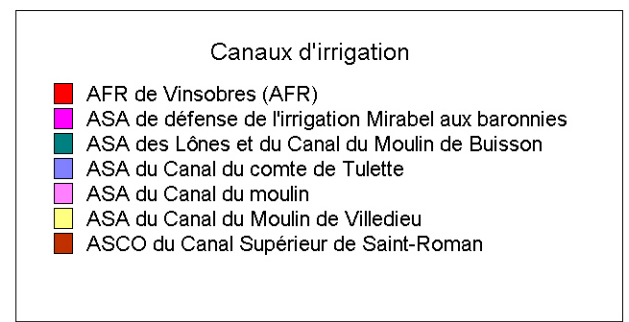 Canaux d'irrigation
AFR de Vinsobres (AFR)
ASA de défense de l'irrigation Mirabel aux baronnies
ASA des Lônes et du Canal du Moulin de Buisson
ASA du Canal du comte de Tulette
ASA du Canal du moulin
ASA du Canal du Moulin de Villedieu
ASCO du Canal Supérieur de Saint-Roman